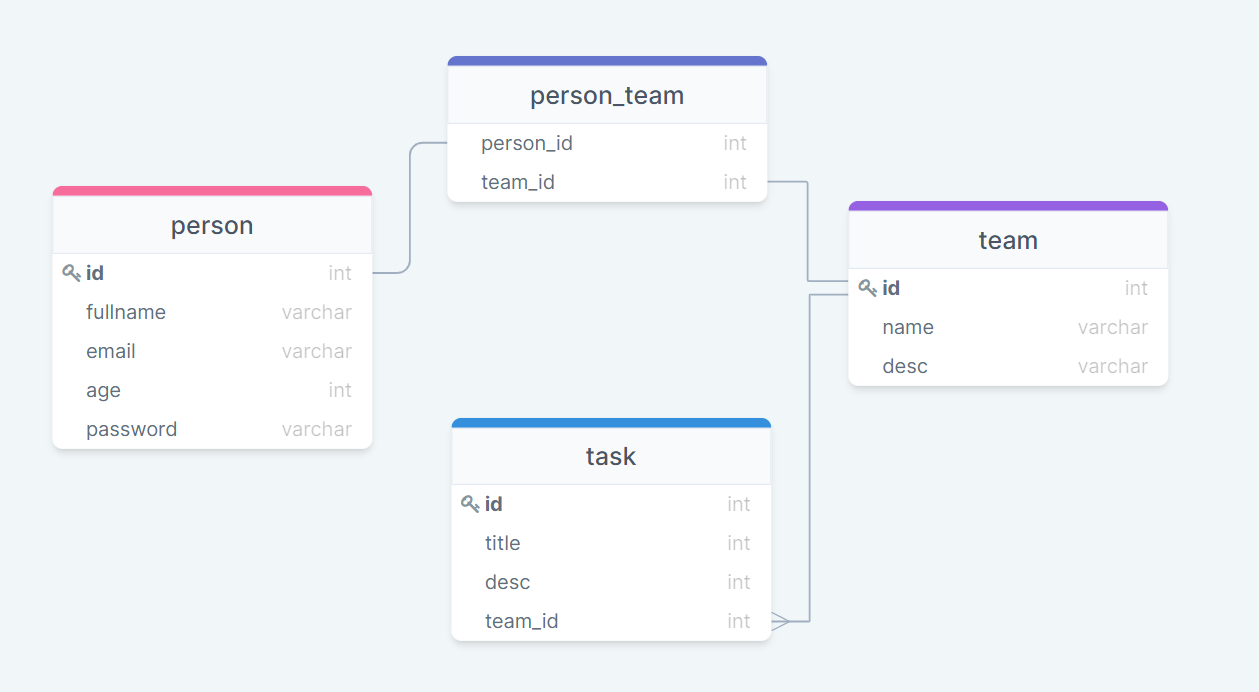 person_team
person_id int
team_id int
person
id int
fullname varchar
email varchar
age int
password varchar
team
id int
name varchar
desc varchar
task
id int
title int
desc int
team_id int